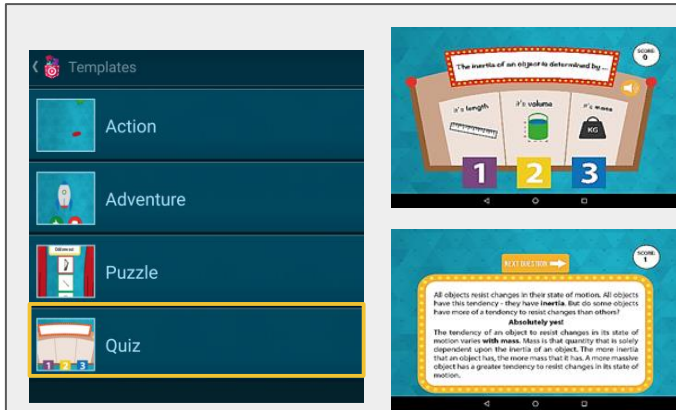 Templates
Action
Adventure
Puzzle
Quiz
1 2 3
SCORE:
0
The inertia of an object is determined by ...
it's length
it's volume
it's mass
KG
1 2 3
NEXT QUESTION
SCORE:
1
All objects resist changes in their state of motion. All objects
have this tendency - they have inertia. But do some objects
have more of a tendency to resist changes than others?
Absolutely yes!
The tendency of an object to resist changes in its state of
motion varies with mass. Mass is that quantity that is solely
dependent upon the inertia of an object. The more inertia
that an object has, the more mass that it has. A more massive
object has a greater tendency to resist changes in its state of
motion.